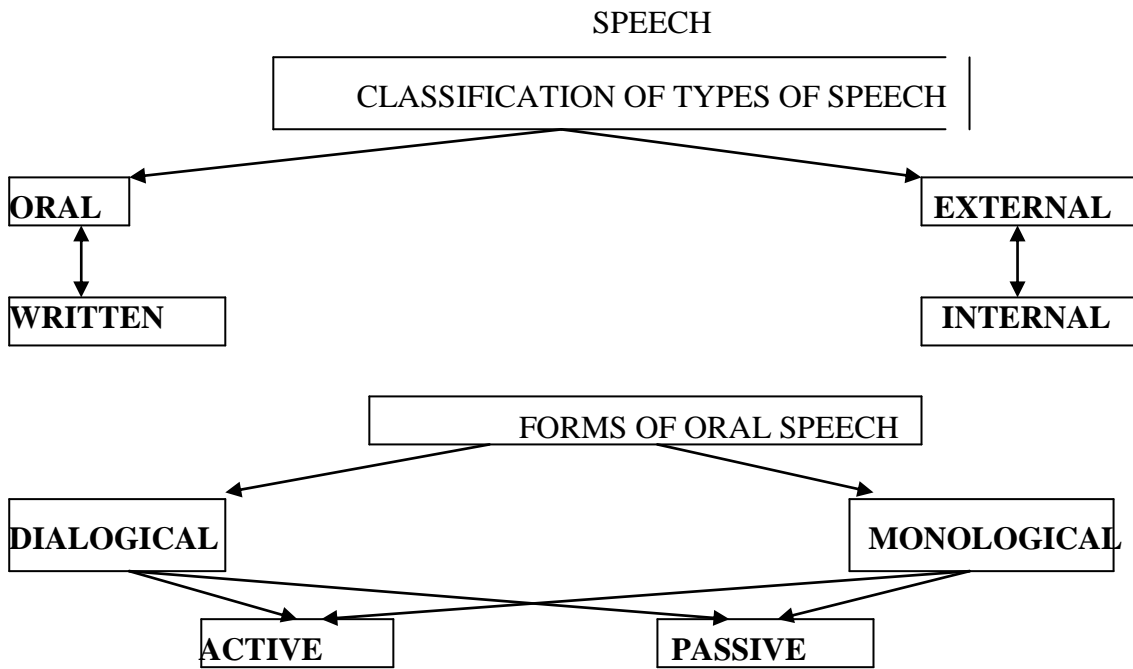 SPEECH
CLASSIFICATION OF TYPES OF SPEECH
ORAL
EXTERNAL
WRITTEN
INTERNAL
FORMS OF ORAL SPEECH
DIALOGICAL
MONOLOGICAL
ACTIVE
PASSIVE